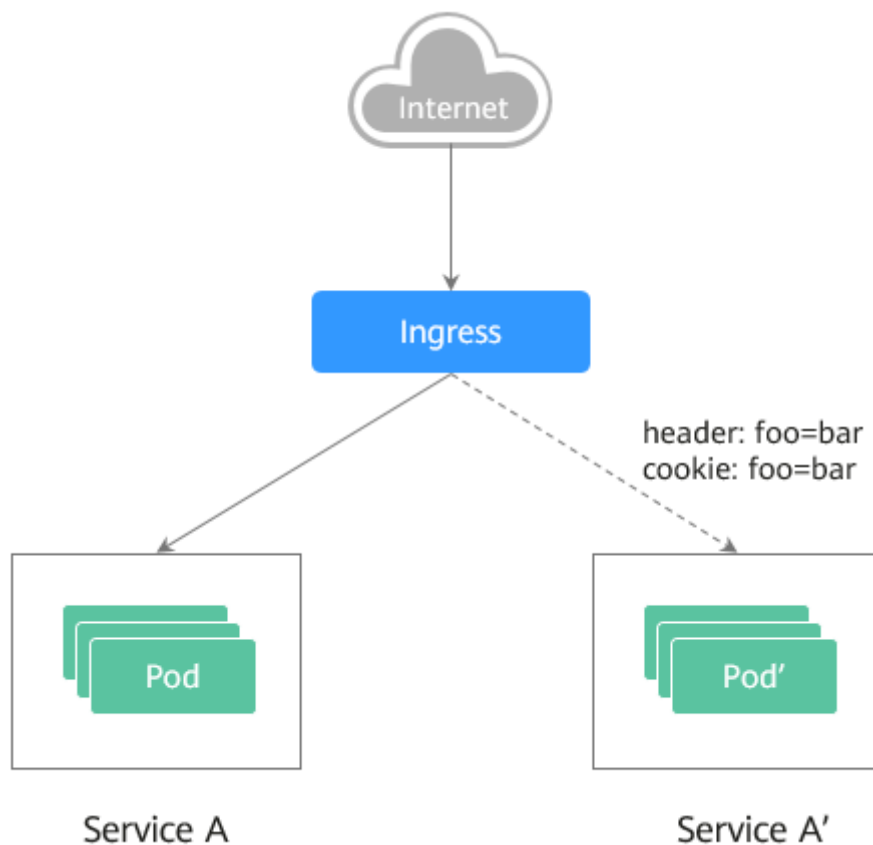 Internet
Ingress
header: foo=bar
cookie: foo=bar
Pod
Pod’
Service A
Service A’